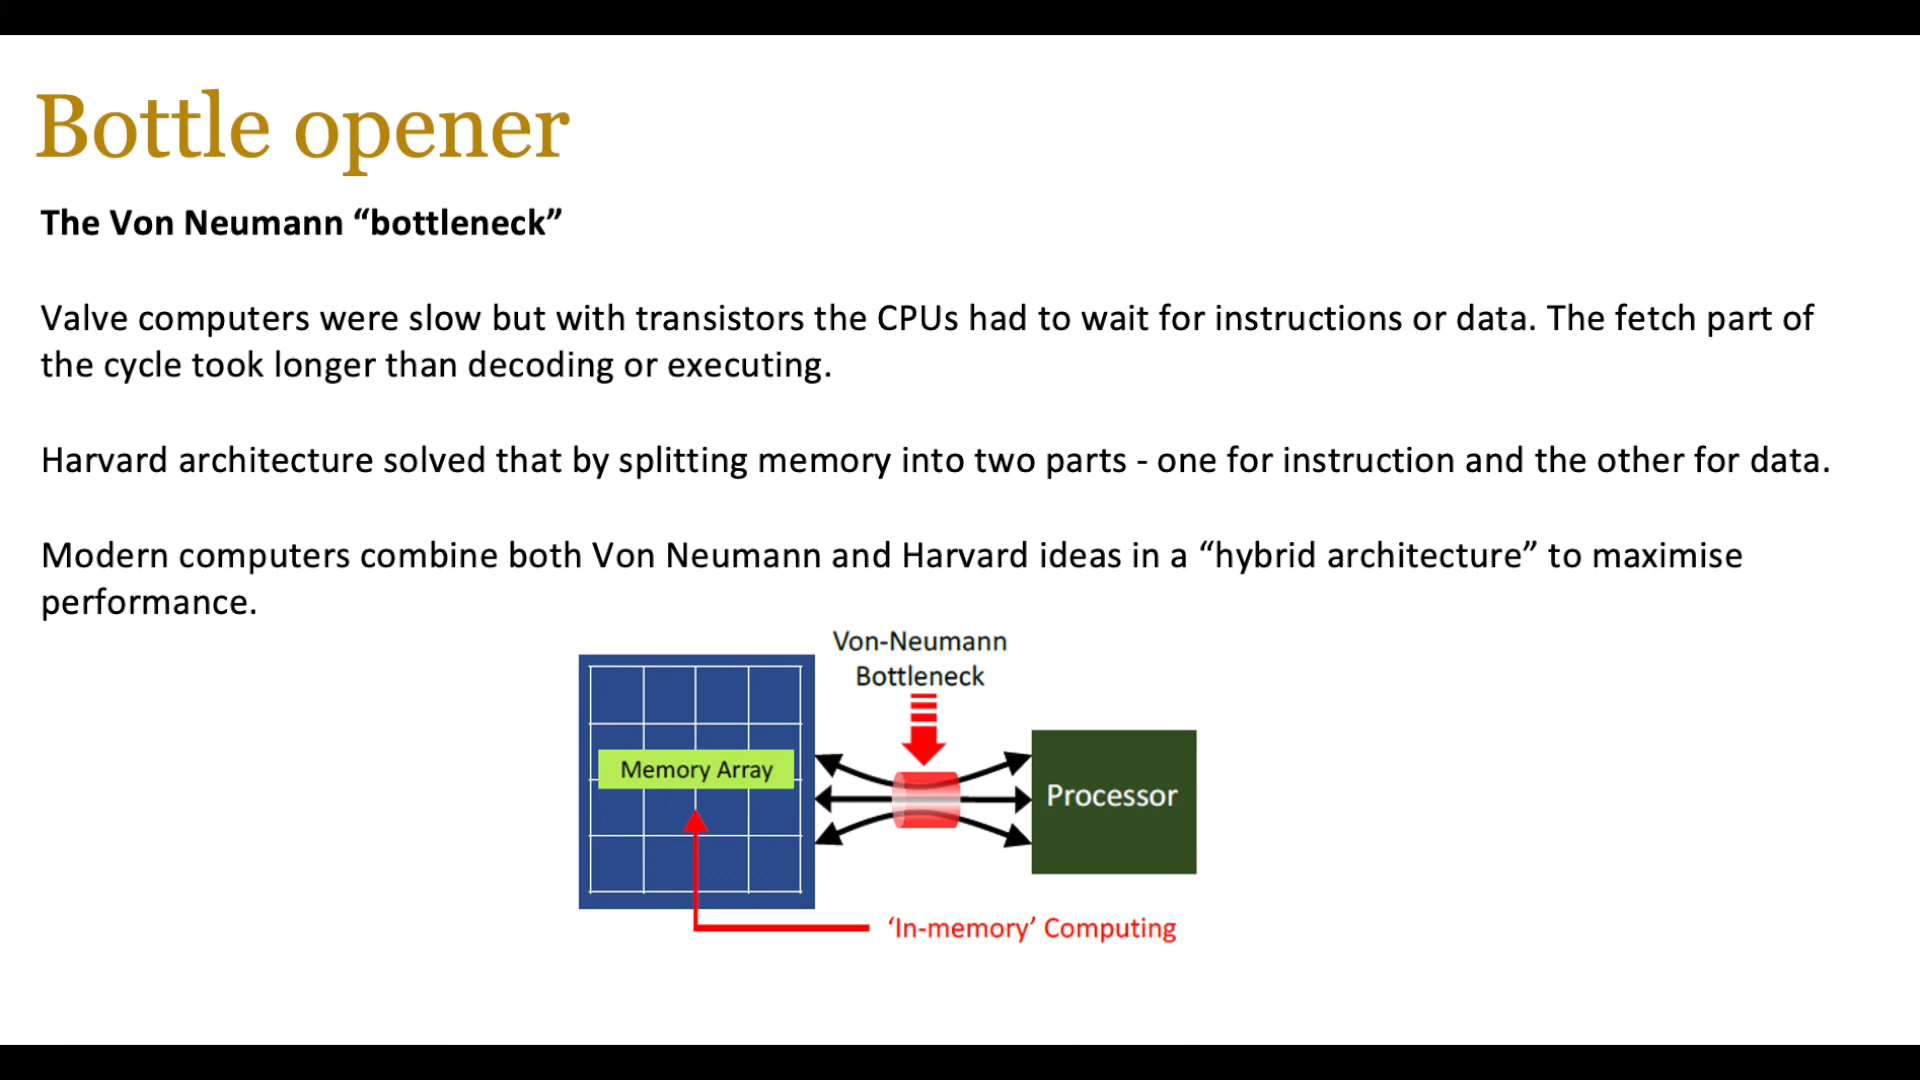 Bottle opener
The Von Neumann “bottleneck”
Valve computers were slow but with transistors the CPUs had to wait for instructions or data. The fetch part of
the cycle took longer than decoding or executing.
Harvard architecture solved that by splitting memory into two parts - one for instruction and the other for data.
Modern computers combine both Von Neumann and Harvard ideas in a “hybrid architecture” to maximise
performance.
Von-Neumann
Bottleneck
Memory Array
Processor
‘In-memory’ Computing